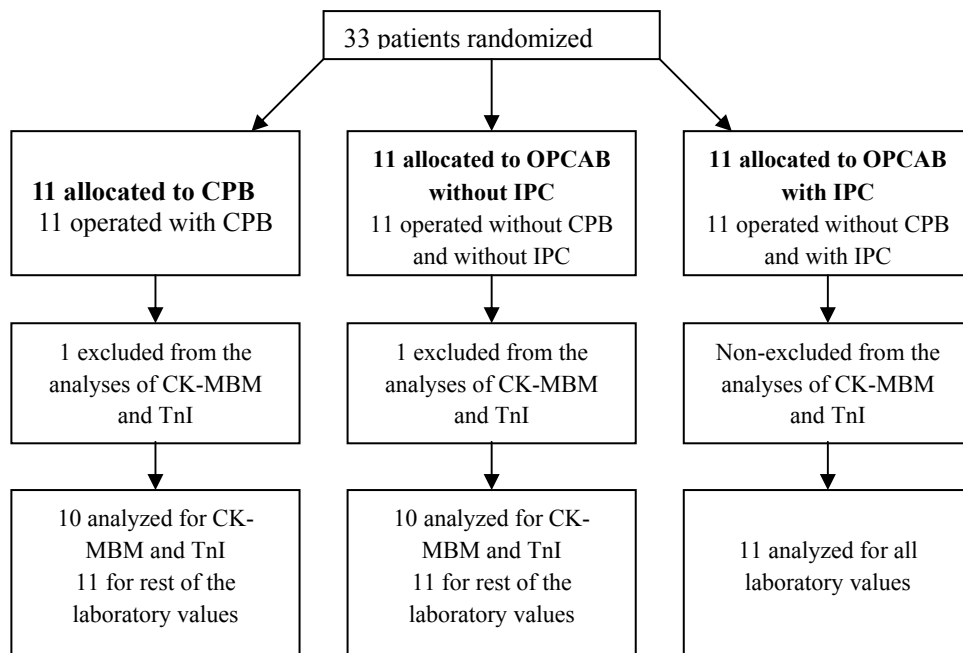 33 patients randomized
11 allocated to CPB
11 operated with CPB
11 allocated to OPCAB
without IPC
11 operated without CPB
and without IPC
11 allocated to OPCAB
with IPC
11 operated without CPB
and with IPC
1 excluded from the
analyses of CK-MBM
and TnI
1 excluded from the
analyses of CK-MBM
and TnI
Non-excluded from the
analyses of CK-MBM
and TnI
10 analyzed for CK-
MBM and TnI
11 for rest of the
laboratory values
10 analyzed for CK-
MBM and TnI
11 for rest of the
laboratory values
11 analyzed for all
laboratory values